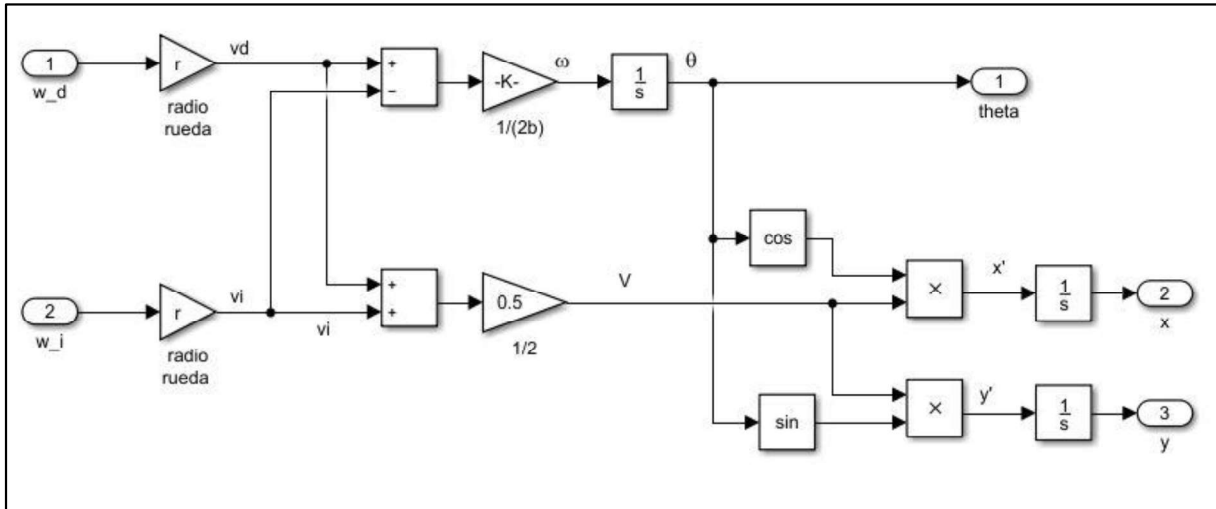 1
w_d
r
radio
rueda
vd
+
−
-K-
1/(2b)
ω
1
s
θ
1
theta
2
w_i
r
radio
rueda
vi
vi
+
+
0.5
1/2
V
cos
×
x'
1
s
2
x
sin
×
y'
1
s
3
y